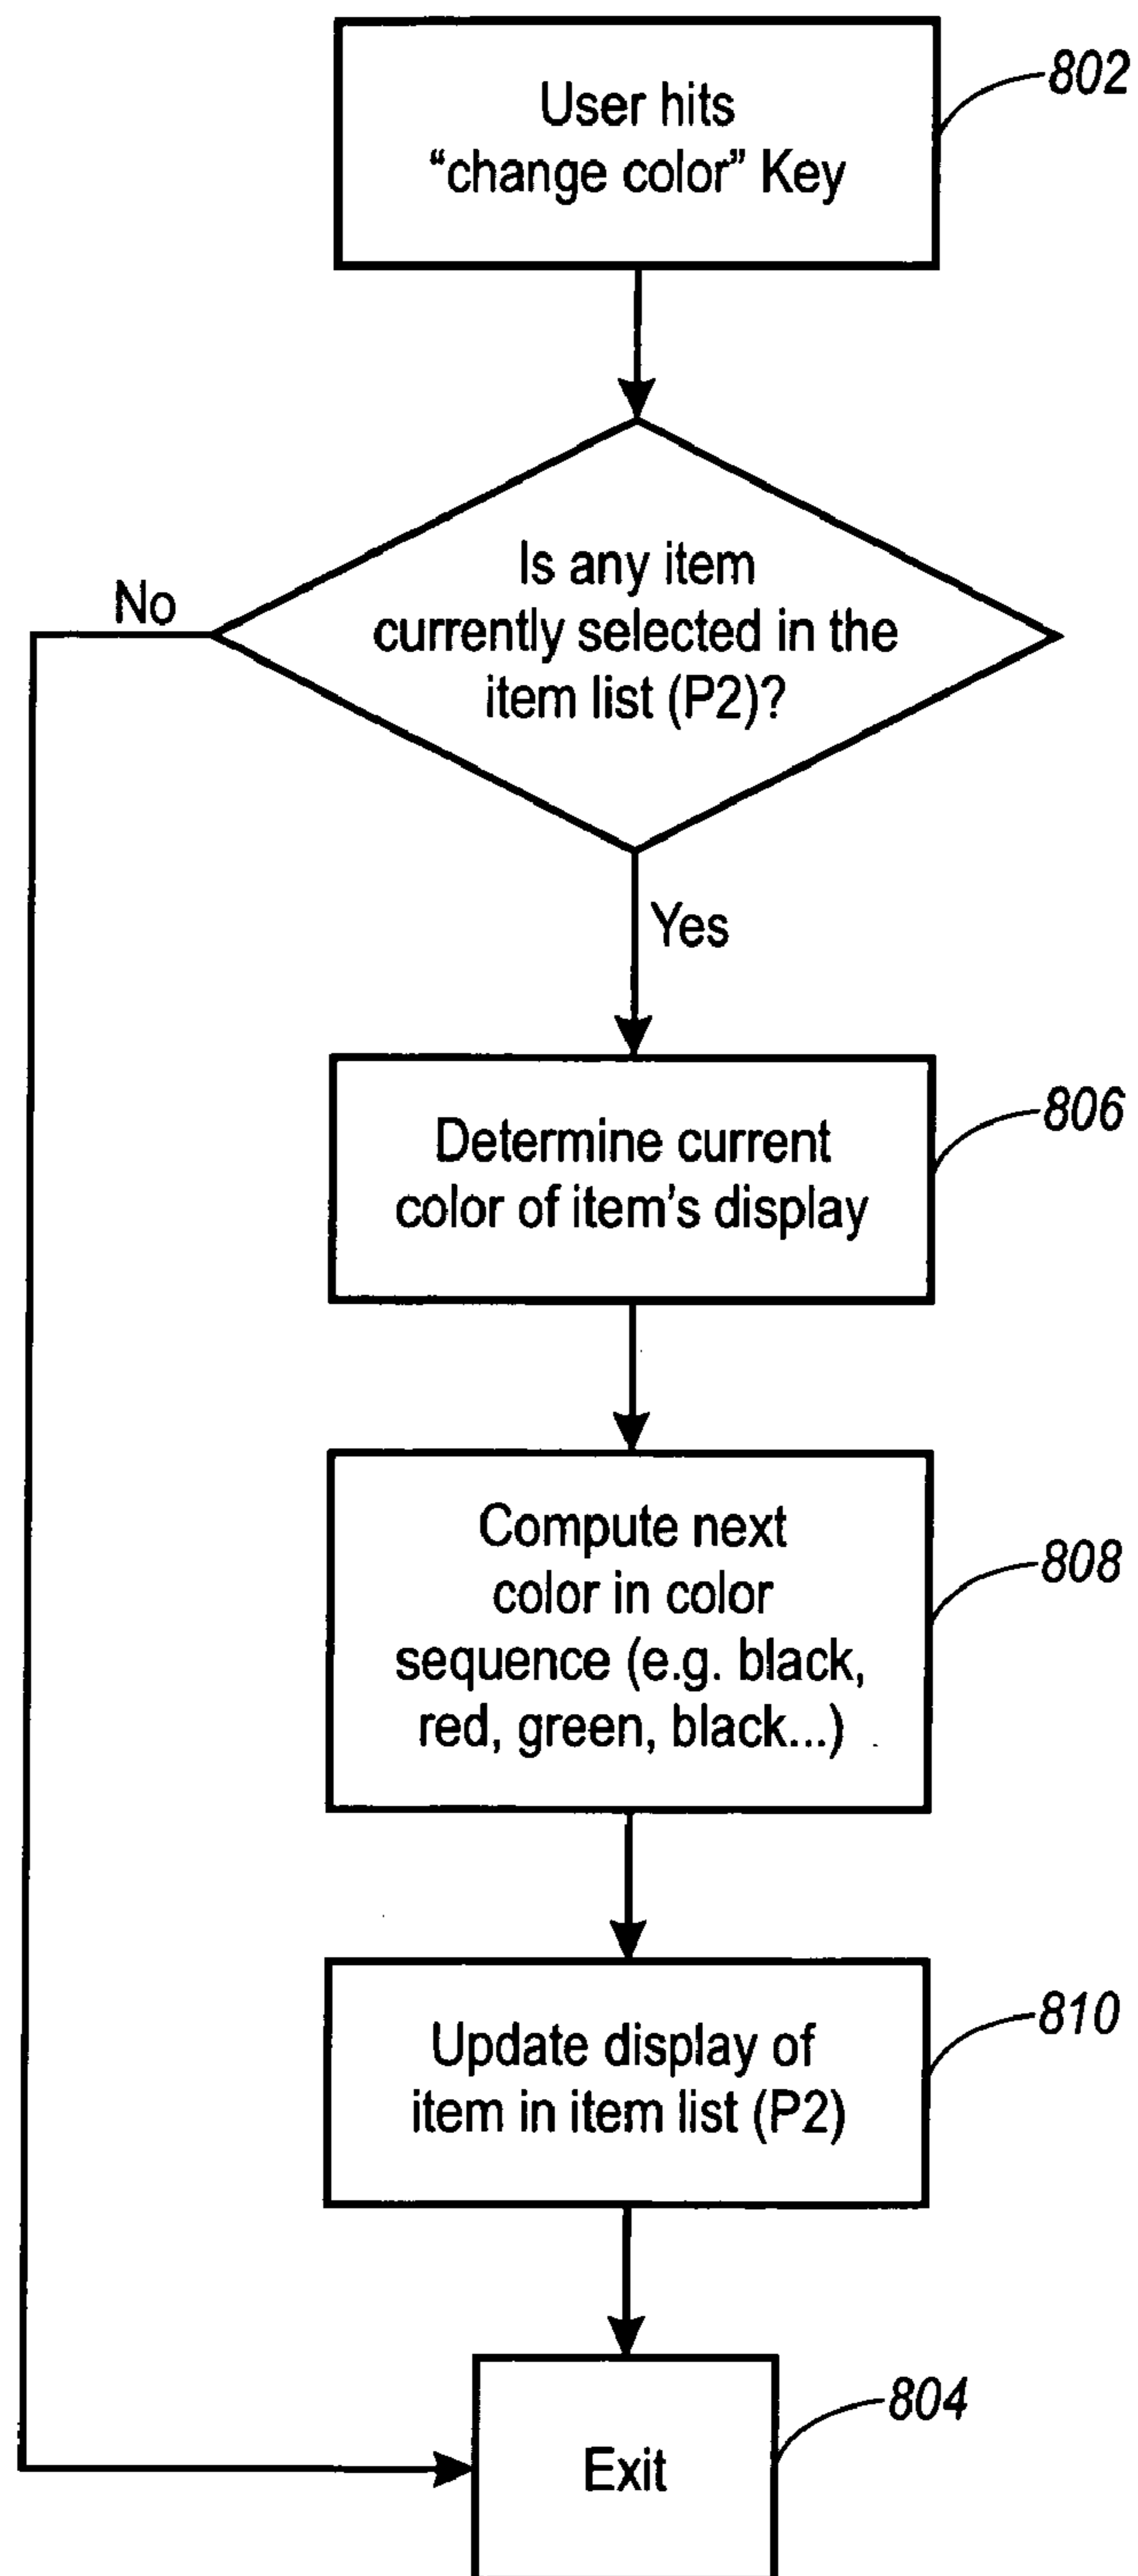 User hits
“change color” Key
802
Is any item
currently selected in the
item list (P2)?
No
Yes
Determine current
color of item’s display
806
Compute next
color in color
sequence (e.g. black,
red, green, black...)
808
Update display of
item in item list (P2)
810
Exit
804